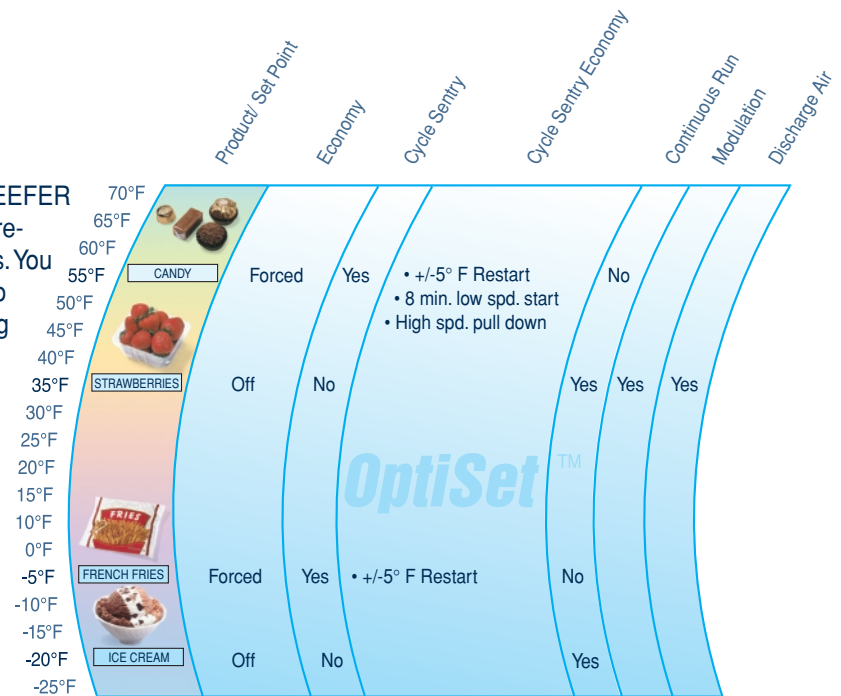 Product/ Set Point
Economy
Cycle Sentry
Cycle Sentry Economy
Continuous Run
Modulation
Discharge Air
EEFER
re-
s. You
o
g
70°F
65°F
60°F
55°F CANDY Forced Yes • +/-5° F Restart No
• 8 min. low spd. start
50°F
• High spd. pull down
45°F
40°F
35°F STRAWBERRIES Off No Yes Yes Yes
30°F
25°F
20°F
OptiSet TM
15°F
10°F
FRIES
0°F
-5°F FRENCH FRIES Forced Yes • +/-5° F Restart No
-10°F
-15°F
-20°F ICE CREAM Off No Yes
-25°F